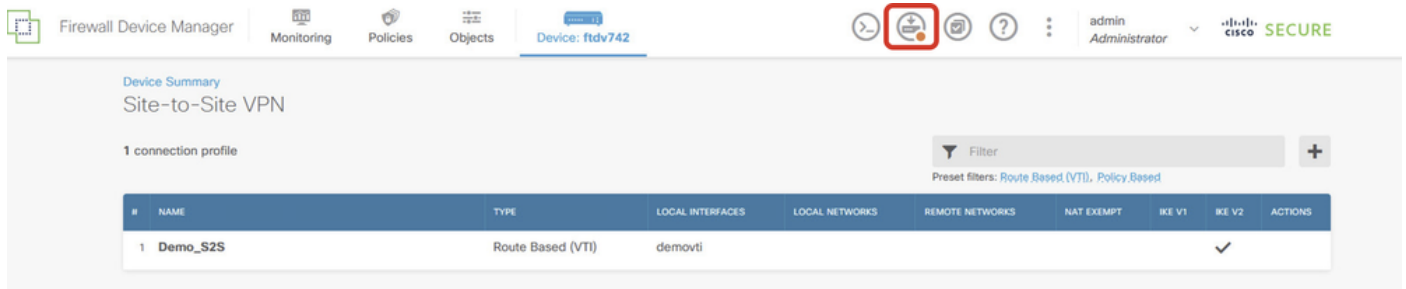 Firewall Device Manager
Monitoring
Policies
Objects
Device: ftdv742
admin
Administrator
cisco SECURE
Device Summary
Site-to-Site VPN
1 connection profile
Filter
Preset filters: Route Based (VTI), Policy Based
# NAME TYPE LOCAL INTERFACES LOCAL NETWORKS REMOTE NETWORKS NAT EXEMPT IKE V1 IKE V2 ACTIONS
1 Demo_S2S Route Based (VTI) demovti